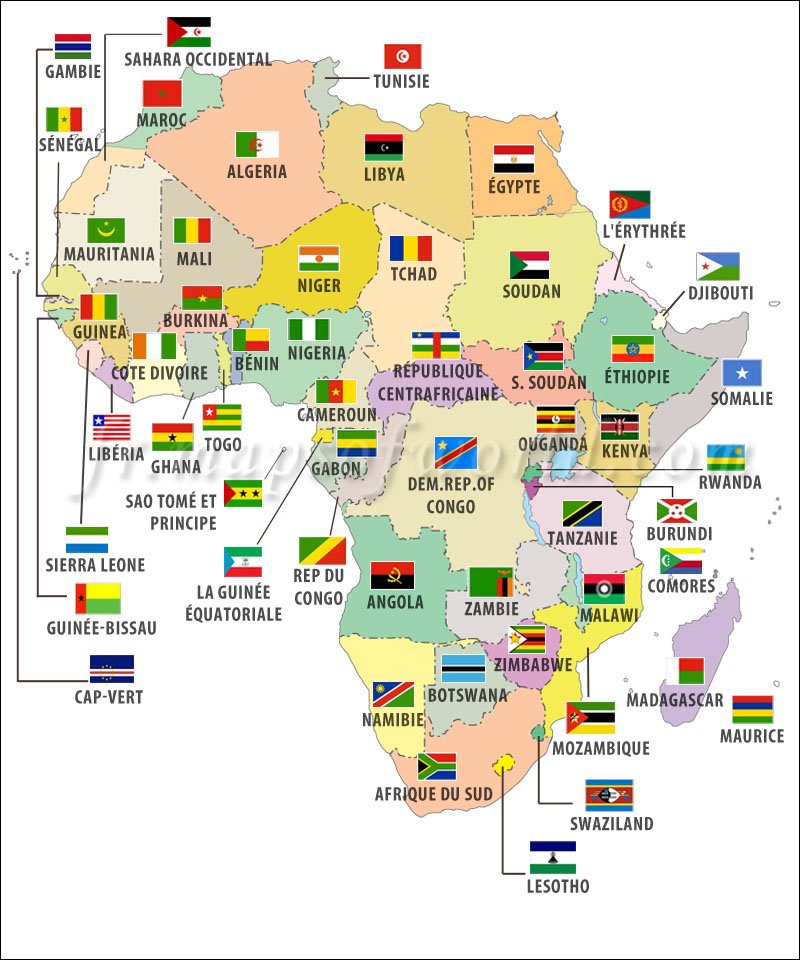 SAHARA OCCIDENTAL
GAMBIE
TUNISIE
MAROC
SÉNÉGAL
ALGERIA
LIBYA
ÉGYPTE
L'ÉRYTHRÉE
MAURITANIA
MALI
NIGER
TCHAD
SOUDAN
DJIBOUTI
GUINEA
BURKINA
NIGERIA
BÉNIN
COTE DIVOIRE
RÉPUBLIQUE
CENTRAFRICAINE
S. SOUDAN
ÉTHIOPIE
SOMALIE
LIBÉRIA
GHANA
TOGO
CAMEROUN
GABON
OUGANDA
KENYA
DEM.REP.OF
CONGO
RWANDA
fr.mapsofworld.com
SAO TOMÉ ET
PRINCIPE
BURUNDI
TANZANIE
SIERRA LEONE
LA GUINÉE
ÉQUATORIALE
REP DU
CONGO
COMORES
ANGOLA
ZAMBIE
MALAWI
GUINÉE-BISSAU
ZIMBABWE
CAP-VERT
BOTSWANA
NAMIBIE
MADAGASCAR
MAURICE
MOZAMBIQUE
AFRIQUE DU SUD
SWAZILAND
LESOTHO